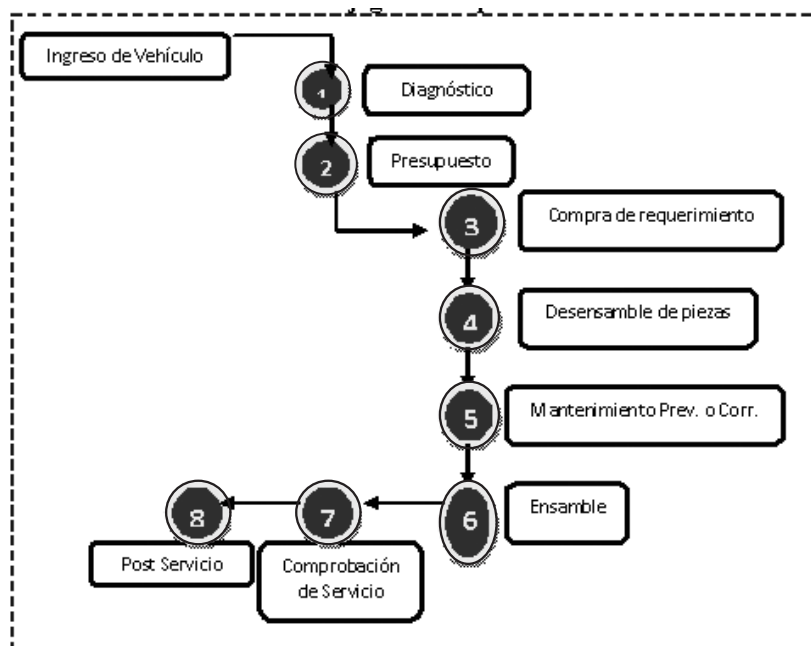 Ingreso de Vehículo
1
Diagnóstico
2
Presupuesto
3
Compra de requerimiento
4
Desensamble de piezas
5
Mantenimiento Prev. o Corr.
6
Ensamble
7
Comprobación
de Servicio
8
Post Servicio